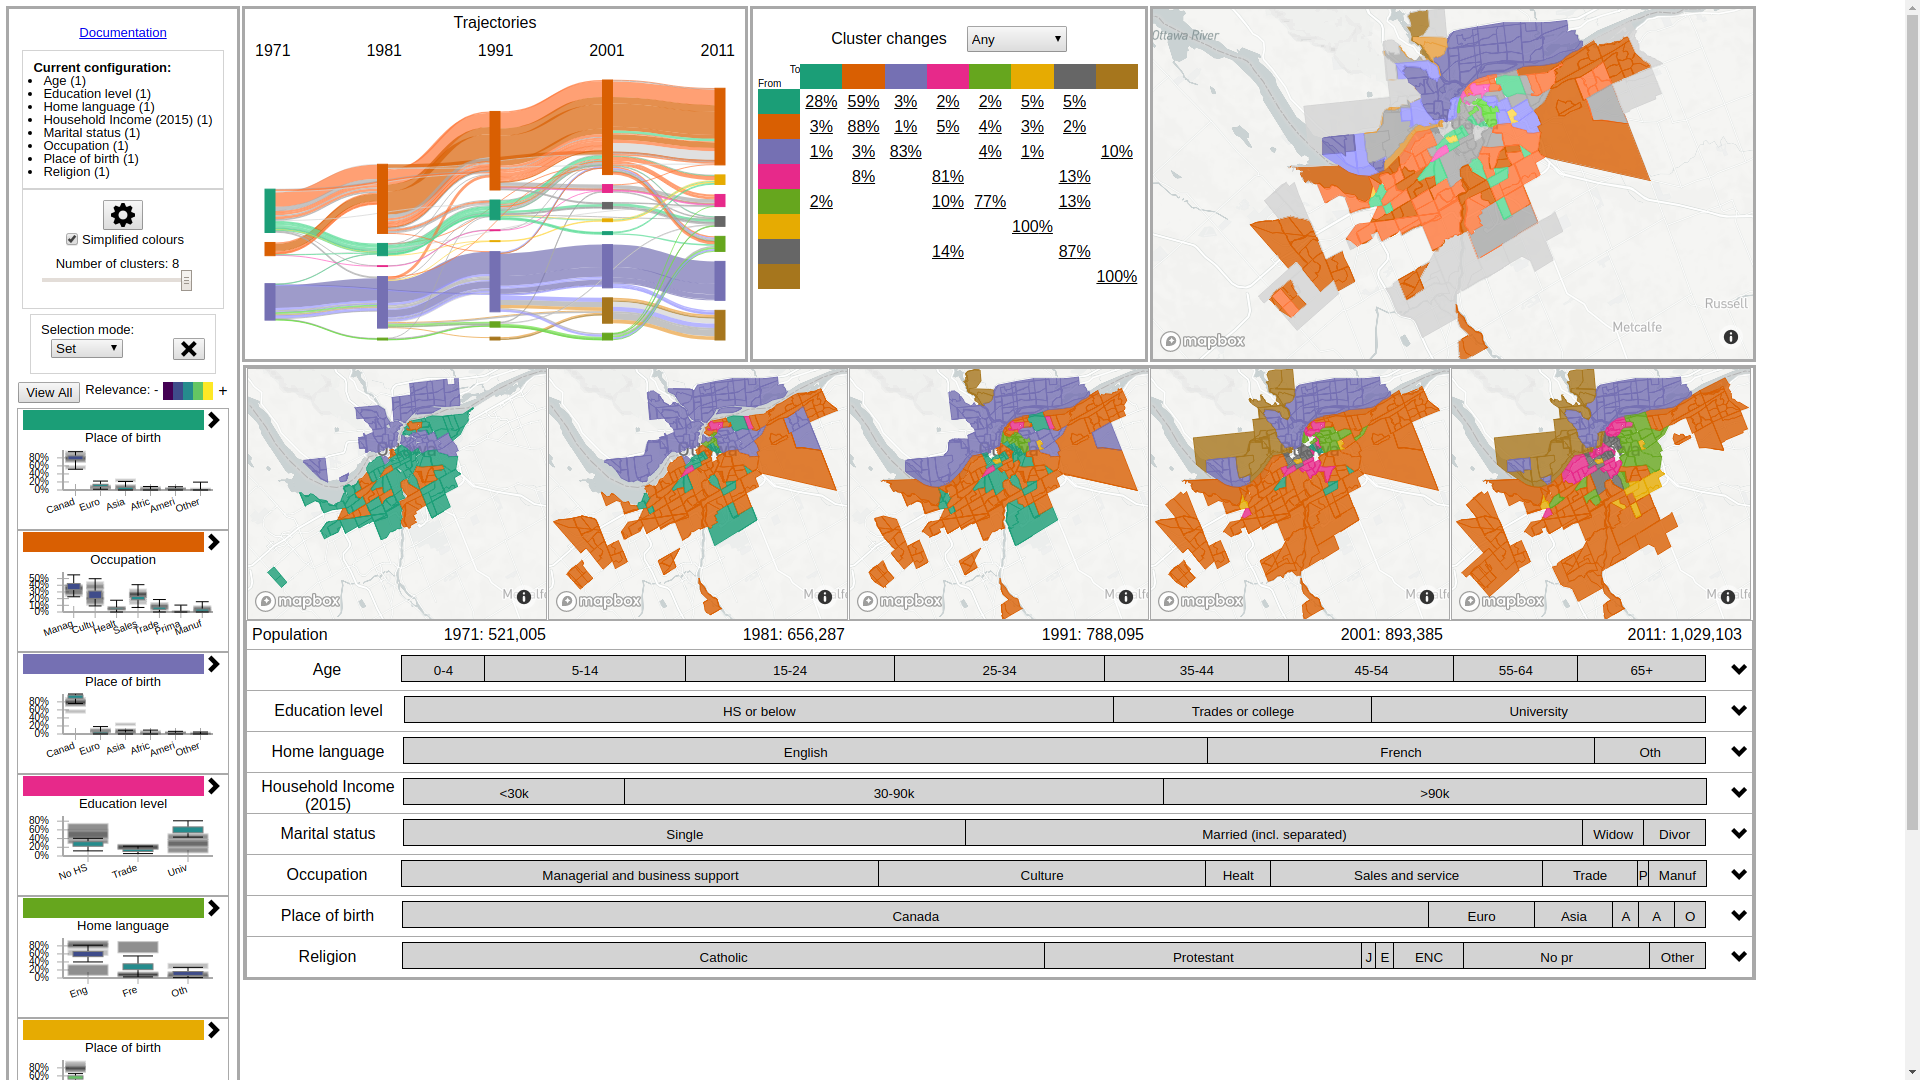 Documentation
Current configuration:
Age (1)
Education level (1)
Home language (1)
Household Income (2015) (1)
Marital status (1)
Occupation (1)
Place of birth (1)
Religion (1)
Simplified colours
Number of clusters: 8
Selection mode:
Set
View All Relevance: - +
Place of birth
80%
60%
40%
20%
0%
Canad Euro Asia Afric Ameri Other
Occupation
50%
40%
30%
20%
10%
0%
Manag Cultu Healt Sales Trade Prima Manuf
Place of birth
80%
60%
40%
20%
0%
Canad Euro Asia Afric Ameri Other
Education level
80%
60%
40%
20%
0%
No HS Trade Univ
Home language
80%
60%
40%
20%
0%
Eng Fre Oth
Place of birth
80%
60%
Trajectories
1971 1981 1991 2001 2011
Cluster changes Any
To
From
28% 59% 3% 2% 2% 5% 5%
3% 88% 1% 5% 4% 3% 2%
1% 3% 83% 4% 1% 10%
8% 81% 13%
2% 10% 77% 13%
100%
14% 87%
100%
Ottawa River
Russell
Metcalfe
mapbox
mapbox
mapbox
mapbox
mapbox
mapbox
Population 1971: 521,005 1981: 656,287 1991: 788,095 2001: 893,385 2011: 1,029,103
Age 0-4 5-14 15-24 25-34 35-44 45-54 55-64 65+
Education level HS or below Trades or college University
Home language English French Oth
Household Income
(2015) <30k 30-90k >90k
Marital status Single Married (incl. separated) Widow Divor
Occupation Managerial and business support Culture Healt Sales and service Trade P Manuf
Place of birth Canada Euro Asia A A O
Religion Catholic Protestant J E ENC No pr Other